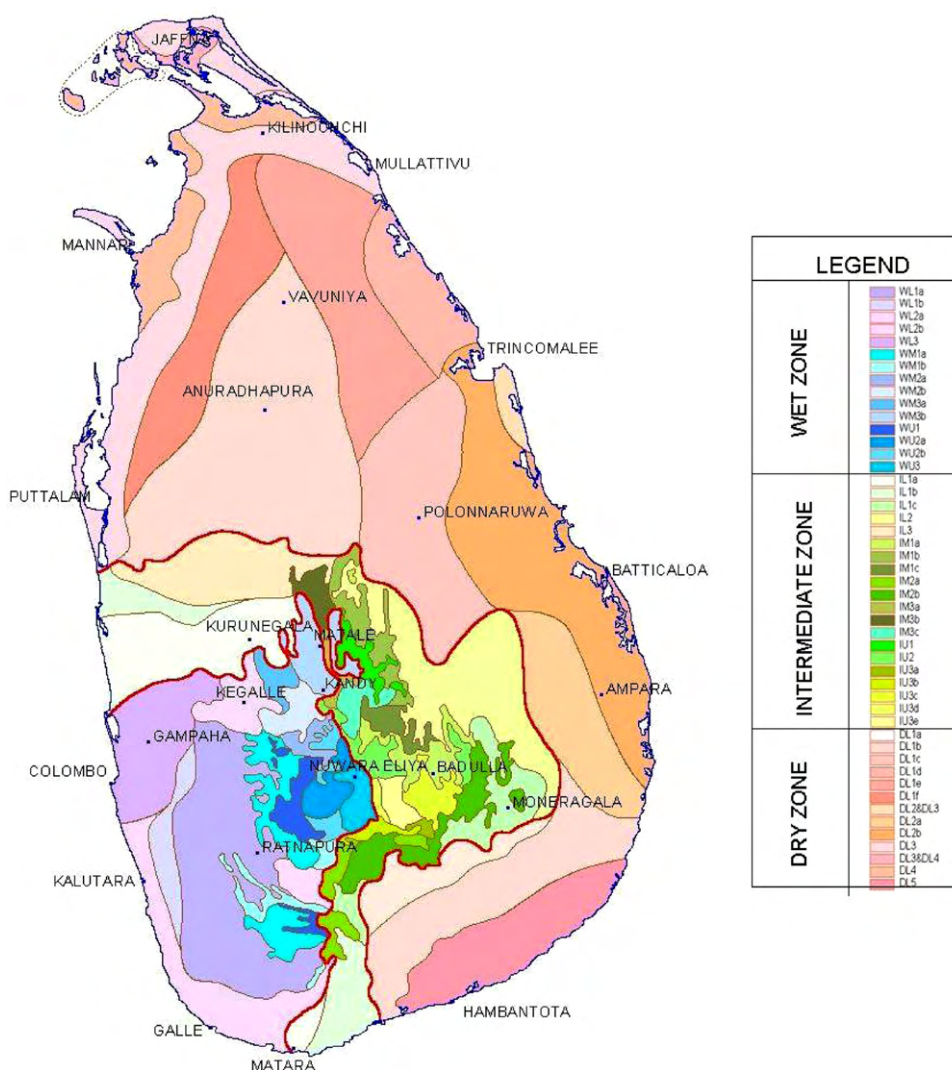 JAFFNA
KILINOCHCHI
MULLATTIVU
MANNAR
VAVUNIYA
TRINCOMALEE
ANURADHAPURA
PUTTALAM
POLONNARUWA
BATTICALOA
KURUNEGALA
MATALE
KEGALLE
KANDY
AMPARA
GAMPAHA
COLOMBO
NUWARA ELIYA
BADULLA
MONERAGALA
RATNAPURA
KALUTARA
HAMBANTOTA
GALLE
MATARA
LEGEND
WET ZONE
WL1a
WL1b
WL2a
WL2b
WL3
WM1a
WM1b
WM2a
WM2b
WM3a
WM3b
WU1
WU2a
WU2b
WU3
INTERMEDIATE ZONE
IL1a
IL1b
IL1c
IL2
IL3
IM1a
IM1b
IM1c
IM2a
IM2b
IM3a
IM3b
IM3c
IU1
IU2
IU3a
IU3b
IU3c
IU3d
IU3e
DRY ZONE
DL1a
DL1b
DL1c
DL1d
DL1e
DL1f
DL2&DL3
DL2a
DL2b
DL3
DL3&DL4
DL4
DL5